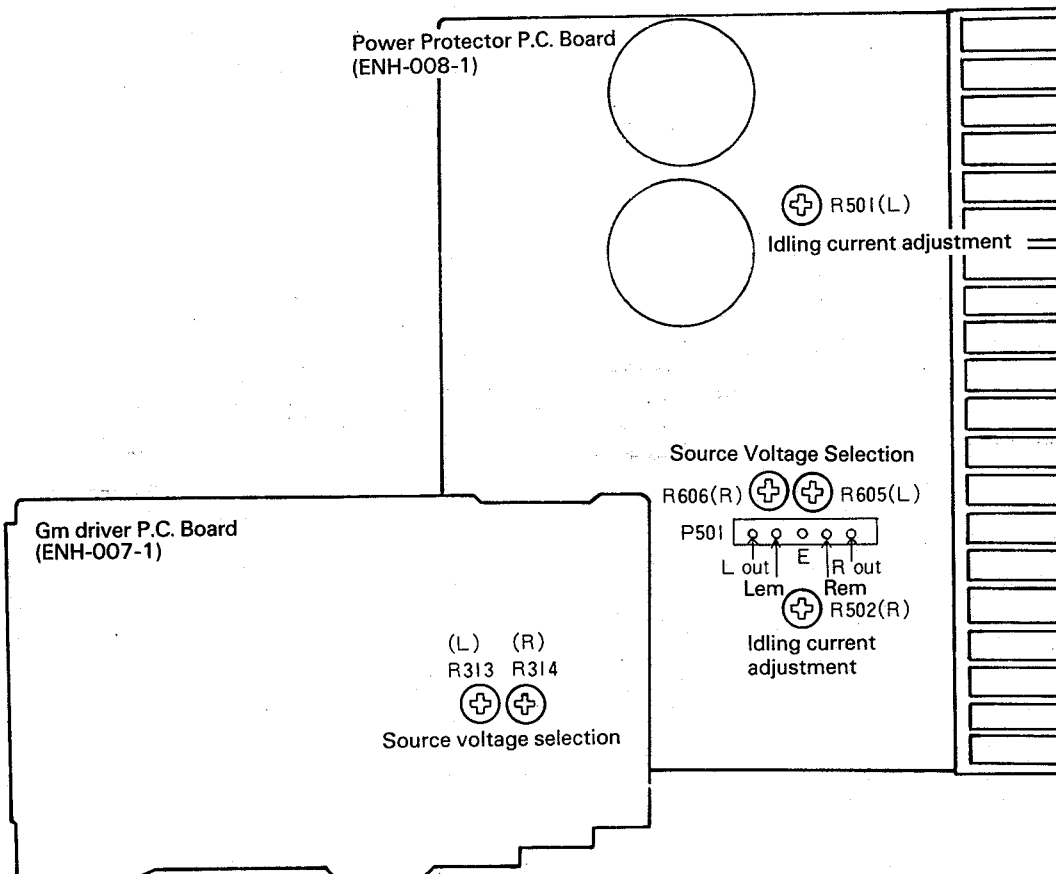 Power Protector P.C. Board
(ENH-008-1)
R501(L)
Idling current adjustment
Source Voltage Selection
R606(R)
R605(L)
P501
L out
E
R out
Lem
Rem
R502(R)
Idling current
adjustment
Gm driver P.C. Board
(ENH-007-1)
(L) (R)
R313 R314
Source voltage selection